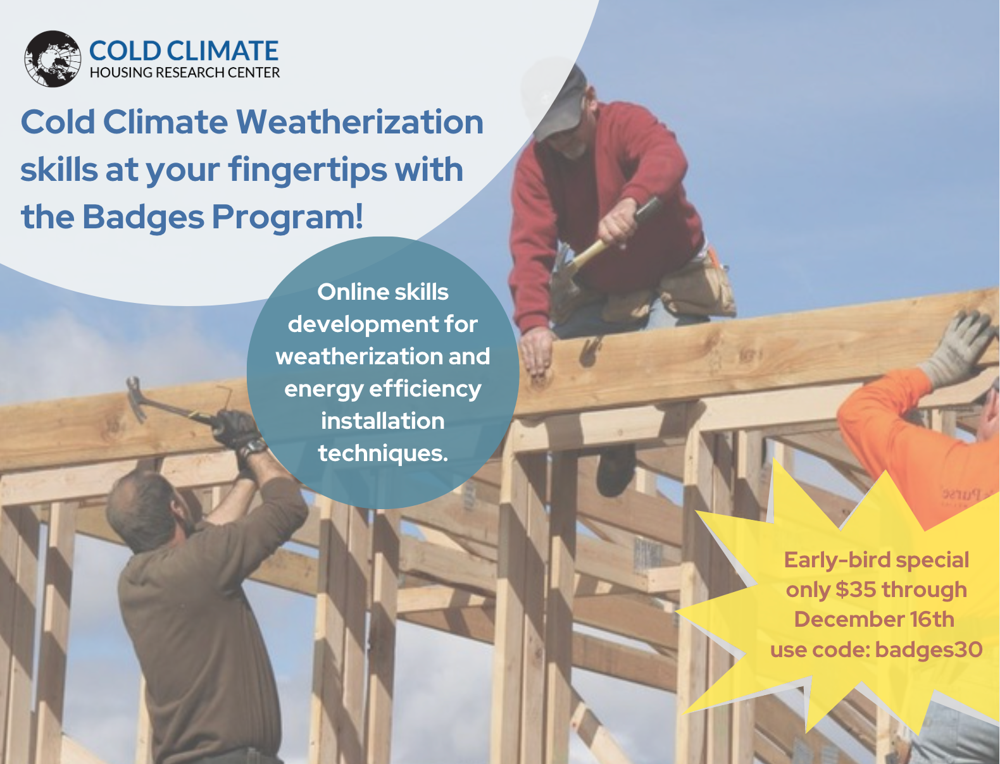 COLD CLIMATE
HOUSING RESEARCH CENTER
Cold Climate Weatherization
skills at your fingertips with
the Badges Program!
Online skills
development for
weatherization and
energy efficiency
installation
techniques.
Early-bird special
only $35 through
December 16th
use code: badges30